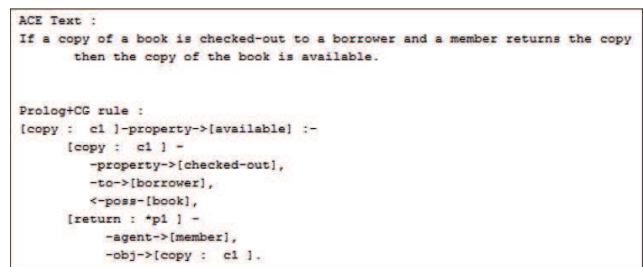 ACE Text :
If a copy of a book is checked-out to a borrower and a member returns the copy
then the copy of the book is available.
Prolog+CG rule :
[copy : c1 ]-property->[available] :-
[copy : c1 ] -
-property->[checked-out],
-to->[borrower],
<-poss-[book],
[return : *p1 ] -
-agent->[member],
-obj->[copy : c1 ].